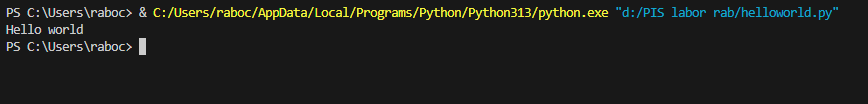 PS C:\Users\raboc> & C:/Users/raboc/AppData/Local/Programs/Python/Python313/python.exe "d:/PIS labor rab/helloworld.py"
Hello world
PS C:\Users\raboc>